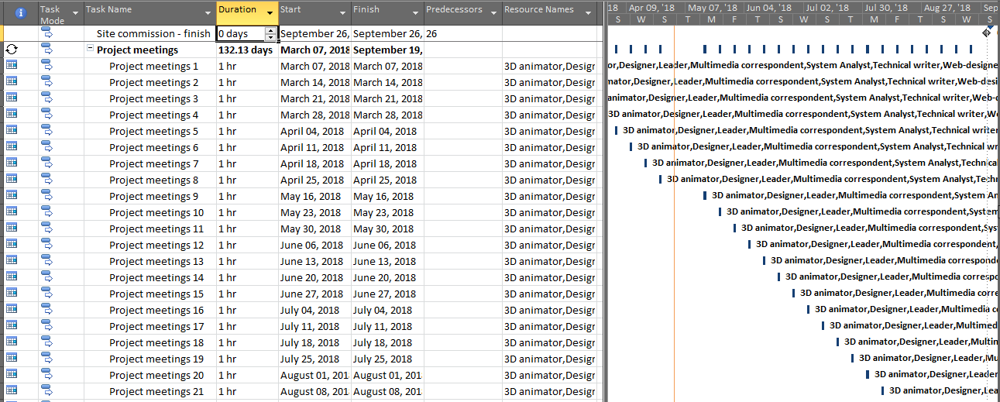 Task Mode Task Name Duration Start Finish Predecessors Resource Names
18 Apr 09, '18 May 07, '18 Jun 04, '18 Jul 02, '18 Jul 30, '18 Aug 27, '18 Sep
S W S T M F T S W S T M F T S W S
Site commission - finish 0 days September 26, September 26, 26
Project meetings 132.13 days March 07, 2018 September 19,
Project meetings 1 1 hr March 07, 2018 March 07, 2018 3D animator,Desigr or,Designer,Leader,Multimedia correspondent,System Analyst,Technical writer,Web-designe
Project meetings 2 1 hr March 14, 2018 March 14, 2018 3D animator,Desigr mator,Designer,Leader,Multimedia correspondent,System Analyst,Technical writer,Web-desi
Project meetings 3 1 hr March 21, 2018 March 21, 2018 3D animator,Desigr animator,Designer,Leader,Multimedia correspondent,System Analyst,Technical writer,Web-
Project meetings 4 1 hr March 28, 2018 March 28, 2018 3D animator,Desigr 3D animator,Designer,Leader,Multimedia correspondent,System Analyst,Technical writer,We
Project meetings 5 1 hr April 04, 2018 April 04, 2018 3D animator,Desigr 3D animator,Designer,Leader,Multimedia correspondent,System Analyst,Technical writer
Project meetings 6 1 hr April 11, 2018 April 11, 2018 3D animator,Desigr 3D animator,Designer,Leader,Multimedia correspondent,System Analyst,Technical wr
Project meetings 7 1 hr April 18, 2018 April 18, 2018 3D animator,Desigr 3D animator,Designer,Leader,Multimedia correspondent,System Analyst,Technica
Project meetings 8 1 hr April 25, 2018 April 25, 2018 3D animator,Desigr 3D animator,Designer,Leader,Multimedia correspondent,System Analyst,Techn
Project meetings 9 1 hr May 16, 2018 May 16, 2018 3D animator,Desigr 3D animator,Designer,Leader,Multimedia correspondent,System An
Project meetings 10 1 hr May 23, 2018 May 23, 2018 3D animator,Desigr 3D animator,Designer,Leader,Multimedia correspondent,System
Project meetings 11 1 hr May 30, 2018 May 30, 2018 3D animator,Desigr 3D animator,Designer,Leader,Multimedia correspondent,Sys
Project meetings 12 1 hr June 06, 2018 June 06, 2018 3D animator,Desigr 3D animator,Designer,Leader,Multimedia correspondent,
Project meetings 13 1 hr June 13, 2018 June 13, 2018 3D animator,Desigr 3D animator,Designer,Leader,Multimedia corresponde
Project meetings 14 1 hr June 20, 2018 June 20, 2018 3D animator,Desigr 3D animator,Designer,Leader,Multimedia correspo
Project meetings 15 1 hr June 27, 2018 June 27, 2018 3D animator,Desigr 3D animator,Designer,Leader,Multimedia corre
Project meetings 16 1 hr July 04, 2018 July 04, 2018 3D animator,Desigr 3D animator,Designer,Leader,Multimedia co
Project meetings 17 1 hr July 11, 2018 July 11, 2018 3D animator,Desigr 3D animator,Designer,Leader,Multimed
Project meetings 18 1 hr July 18, 2018 July 18, 2018 3D animator,Desigr 3D animator,Designer,Leader,Multin
Project meetings 19 1 hr July 25, 2018 July 25, 2018 3D animator,Desigr 3D animator,Designer,Leader,Mu
Project meetings 20 1 hr August 01, 201 August 01, 201 3D animator,Desigr 3D animator,Designer,Leader,
Project meetings 21 1 hr August 08, 201 August 08, 201 3D animator,Desigr 3D animator,Designer,Lea